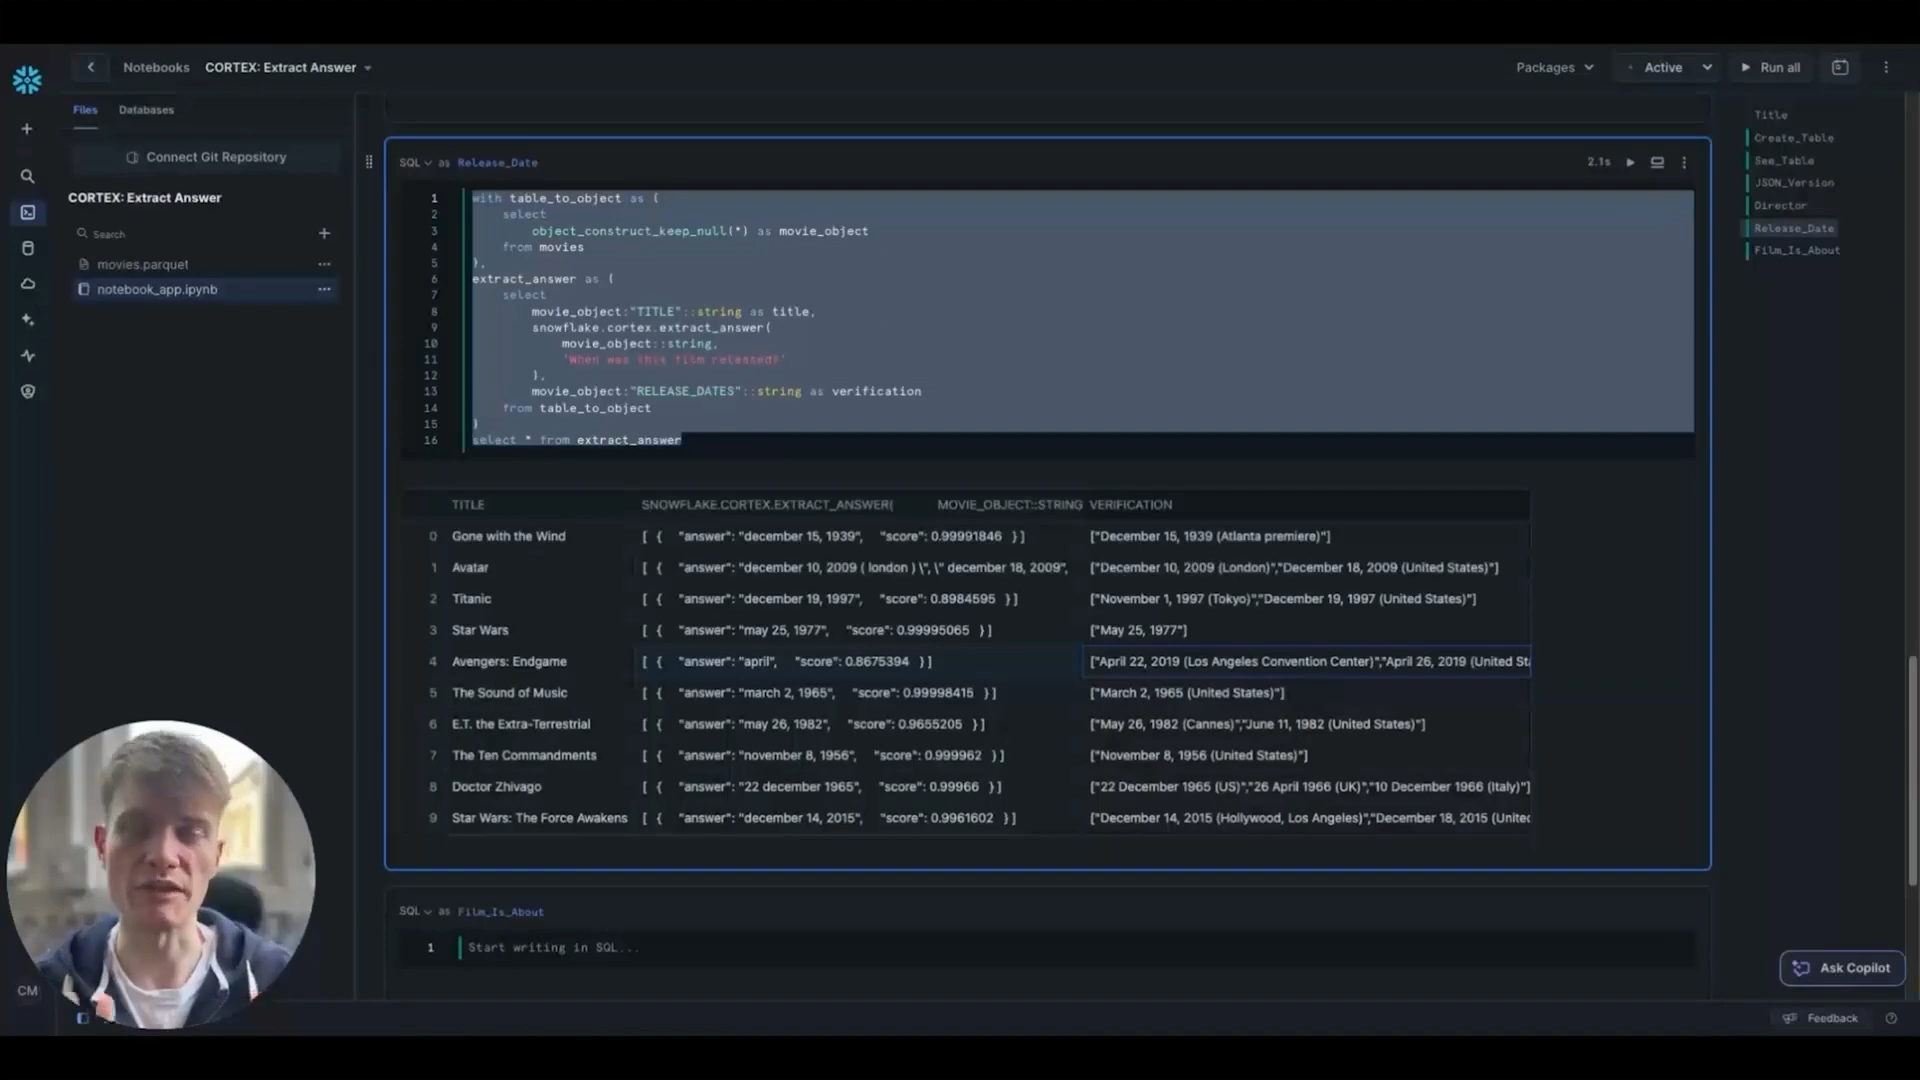 Notebooks CORTEX: Extract Answer
Packages Active Run all
Files Databases
Connect Git Repository
CORTEX: Extract Answer
Search
movies.parquet
notebook_app.ipynb
CM
SQL as Release_Date 2.1s
1 with table_to_object as (
2 select
3 object_construct_keep_null(*) as movie_object
4 from movies
5 ),
6 extract_answer as (
7 select
8 movie_object:"TITLE"::string as title,
9 snowflake.cortex.extract_answer(
10 movie_object::string,
11 'When was this film released?'
12 ),
13 movie_object:"RELEASE_DATES"::string as verification
14 from table_to_object
15 )
16 select * from extract_answer
TITLE SNOWFLAKE.CORTEX.EXTRACT_ANSWER( MOVIE_OBJECT::STRING VERIFICATION
0 Gone with the Wind [ { "answer": "december 15, 1939", "score": 0.99991846 } ] ["December 15, 1939 (Atlanta premiere)"]
1 Avatar [ { "answer": "december 10, 2009 ( london ) \", \" december 18, 2009", ["December 10, 2009 (London)","December 18, 2009 (United States)"]
2 Titanic [ { "answer": "december 19, 1997", "score": 0.8984595 } ] ["November 1, 1997 (Tokyo)","December 19, 1997 (United States)"]
3 Star Wars [ { "answer": "may 25, 1977", "score": 0.99995065 } ] ["May 25, 1977"]
4 Avengers: Endgame [ { "answer": "april", "score": 0.8675394 } ] ["April 22, 2019 (Los Angeles Convention Center)","April 26, 2019 (United St
5 The Sound of Music [ { "answer": "march 2, 1965", "score": 0.99998415 } ] ["March 2, 1965 (United States)"]
6 E.T. the Extra-Terrestrial [ { "answer": "may 26, 1982", "score": 0.9655205 } ] ["May 26, 1982 (Cannes)","June 11, 1982 (United States)"]
7 The Ten Commandments [ { "answer": "november 8, 1956", "score": 0.999962 } ] ["November 8, 1956 (United States)"]
8 Doctor Zhivago [ { "answer": "22 december 1965", "score": 0.99966 } ] ["22 December 1965 (US)","26 April 1966 (UK)","10 December 1966 (Italy)"]
9 Star Wars: The Force Awakens [ { "answer": "december 14, 2015", "score": 0.9961602 } ] ["December 14, 2015 (Hollywood, Los Angeles)","December 18, 2015 (Unitec
SQL as Film_Is_About
1 Start writing in SQL...
Title
Create_Table
See_Table
JSON_Version
Director
Release_Date
Film_Is_About
Ask Copilot
Feedback